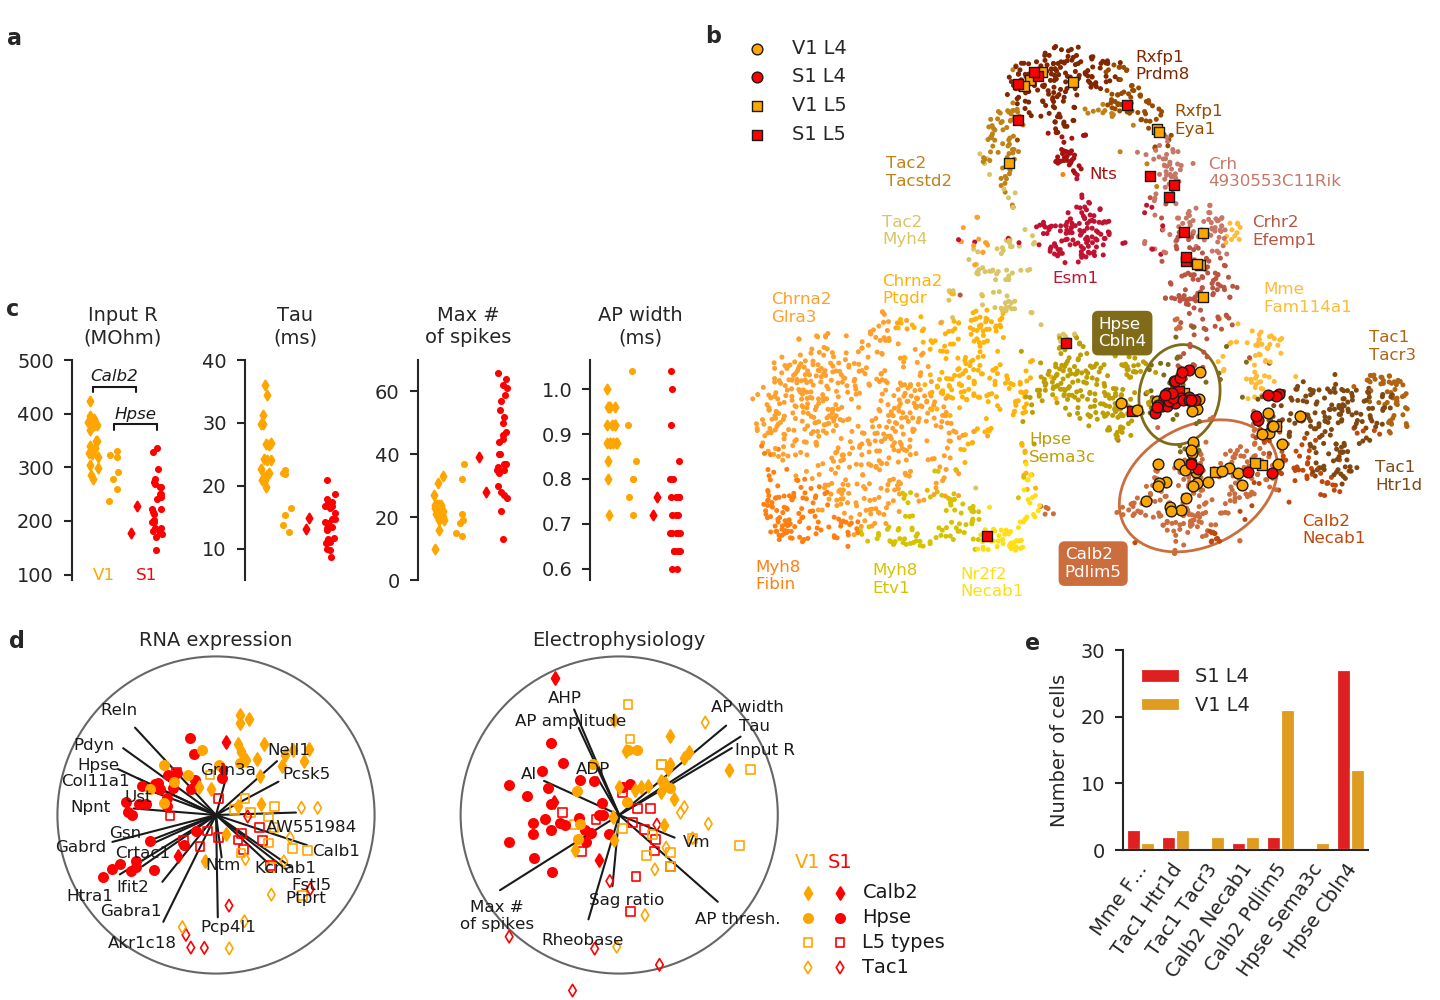 a
b
V1 L4
S1 L4
V1 L5
S1 L5
Rxfp1
Prdm8
Rxfp1
Eya1
Tac2
Tacstd2
Nts
Crh
4930553C11Rik
Tac2
Myh4
Crhr2
Efemp1
Esm1
Chrna2
Ptgdr
Chrna2
Glra3
Mme
Fam114a1
Hpse
Cbln4
Tac1
Tacr3
Hpse
Sema3c
Tac1
Htr1d
Calb2
Necab1
Calb2
Pdlim5
Myh8
Fibin
Myh8
Etv1
Nr2f2
Necab1
c
Input R
(MOhm)
Tau
(ms)
Max #
of spikes
AP width
(ms)
500
400
300
200
100
Calb2
Hpse
V1
S1
40
30
20
10
60
40
20
0
1.0
0.9
0.8
0.7
0.6
d
RNA expression
Reln
Pdyn
Hpse
Col11a1
Ust
Npnt
Gsn
Gabrd
Crtac1
Htra1
Ifit2
Gabra1
Akr1c18
Pcp4l1
Ntm
Grin3a
Nell1
Pcsk5
AW551984
Calb1
Kcnab1
Fstl5
Ptprt
Electrophysiology
AHP
AP amplitude
AI
ADP
AP width
Tau
Input R
Vm
AP thresh.
Sag ratio
Rheobase
Max #
of spikes
V1 S1
Calb2
Hpse
L5 types
Tac1
e
Number of cells
30
20
10
0
S1 L4
V1 L4
Mme F...
Tac1 Htr1d
Tac1 Tacr3
Calb2 Necab1
Calb2 Pdlim5
Hpse Sema3c
Hpse Cbln4